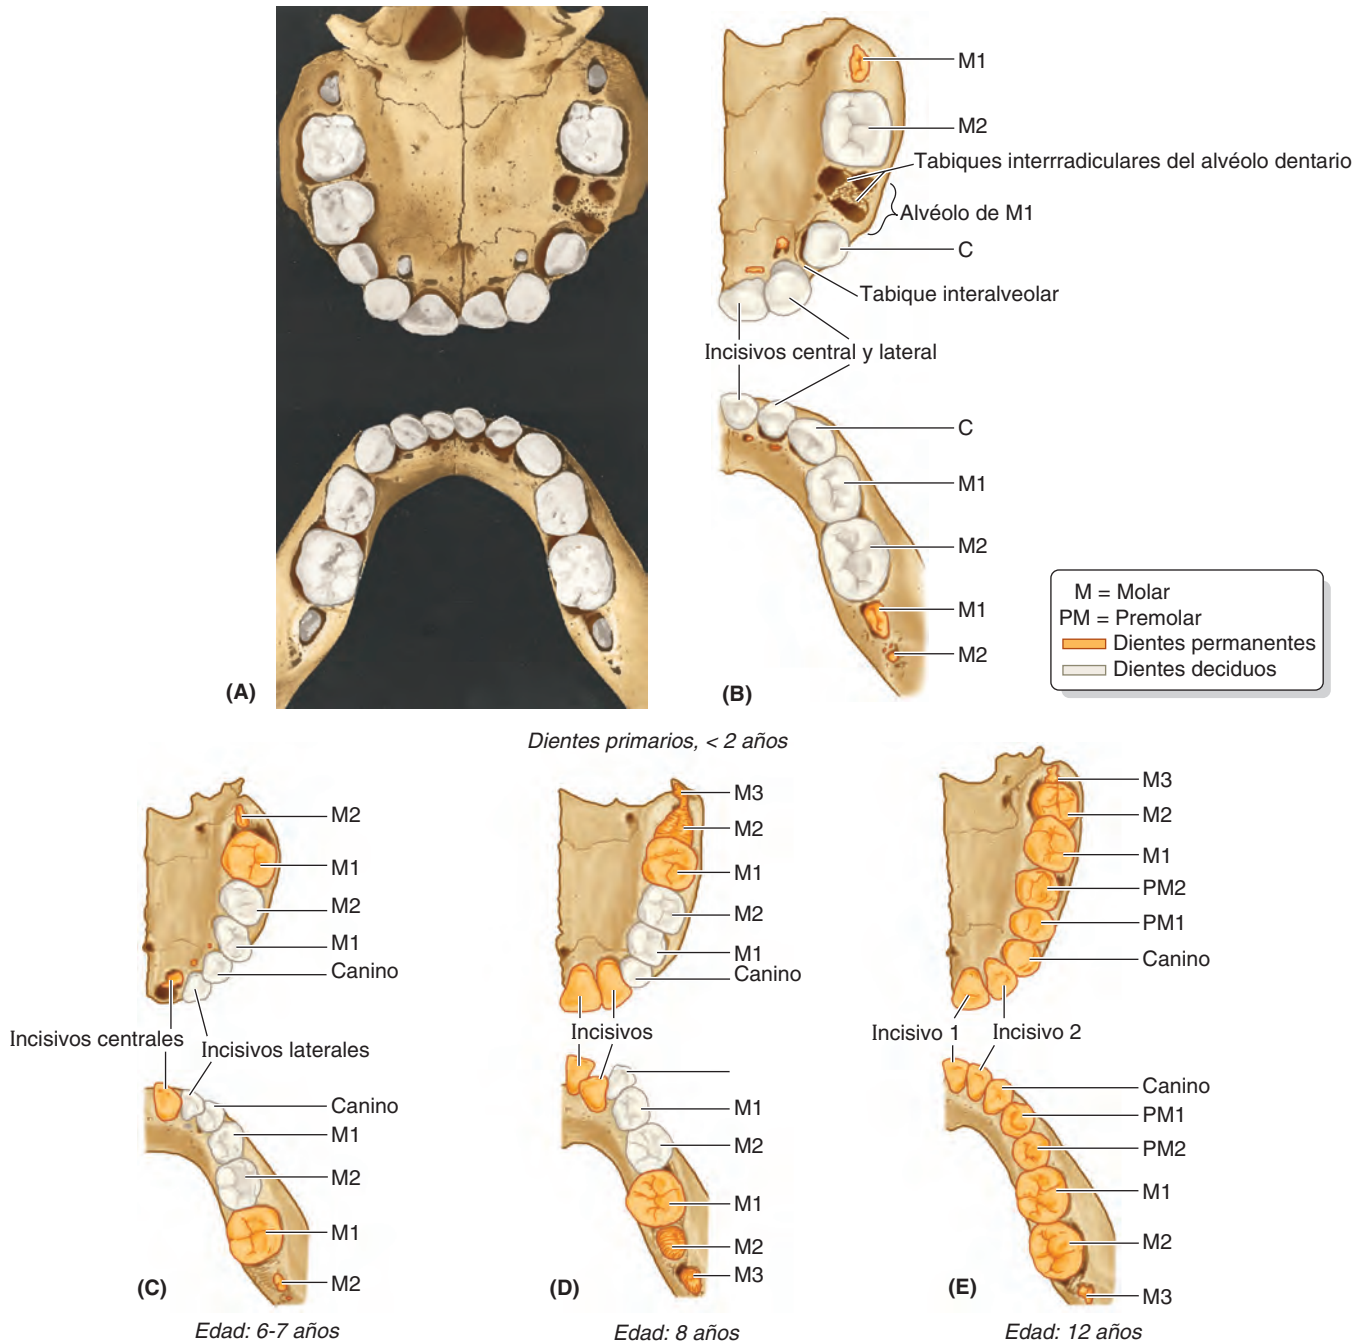 M1
M2
Tabiques interrradiculares del alvéolo dentario
Alvéolo de M1
C
Tabique interalveolar
Incisivos central y lateral
C
M1
M2
M1
M2
(A)
(B)
M = Molar
PM = Premolar
Dientes permanentes
Dientes deciduos
Dientes primarios, < 2 años
M2
M1
M2
M1
Canino
Incisivos centrales
Incisivos laterales
Canino
M1
M2
M1
M2
(C)
Edad: 6-7 años
M3
M2
M1
M2
M1
Canino
Incisivos
M1
M2
M1
M2
M3
(D)
Edad: 8 años
M3
M2
M1
PM2
PM1
Canino
Incisivo 1
Incisivo 2
Canino
PM1
PM2
M1
M2
M3
(E)
Edad: 12 años